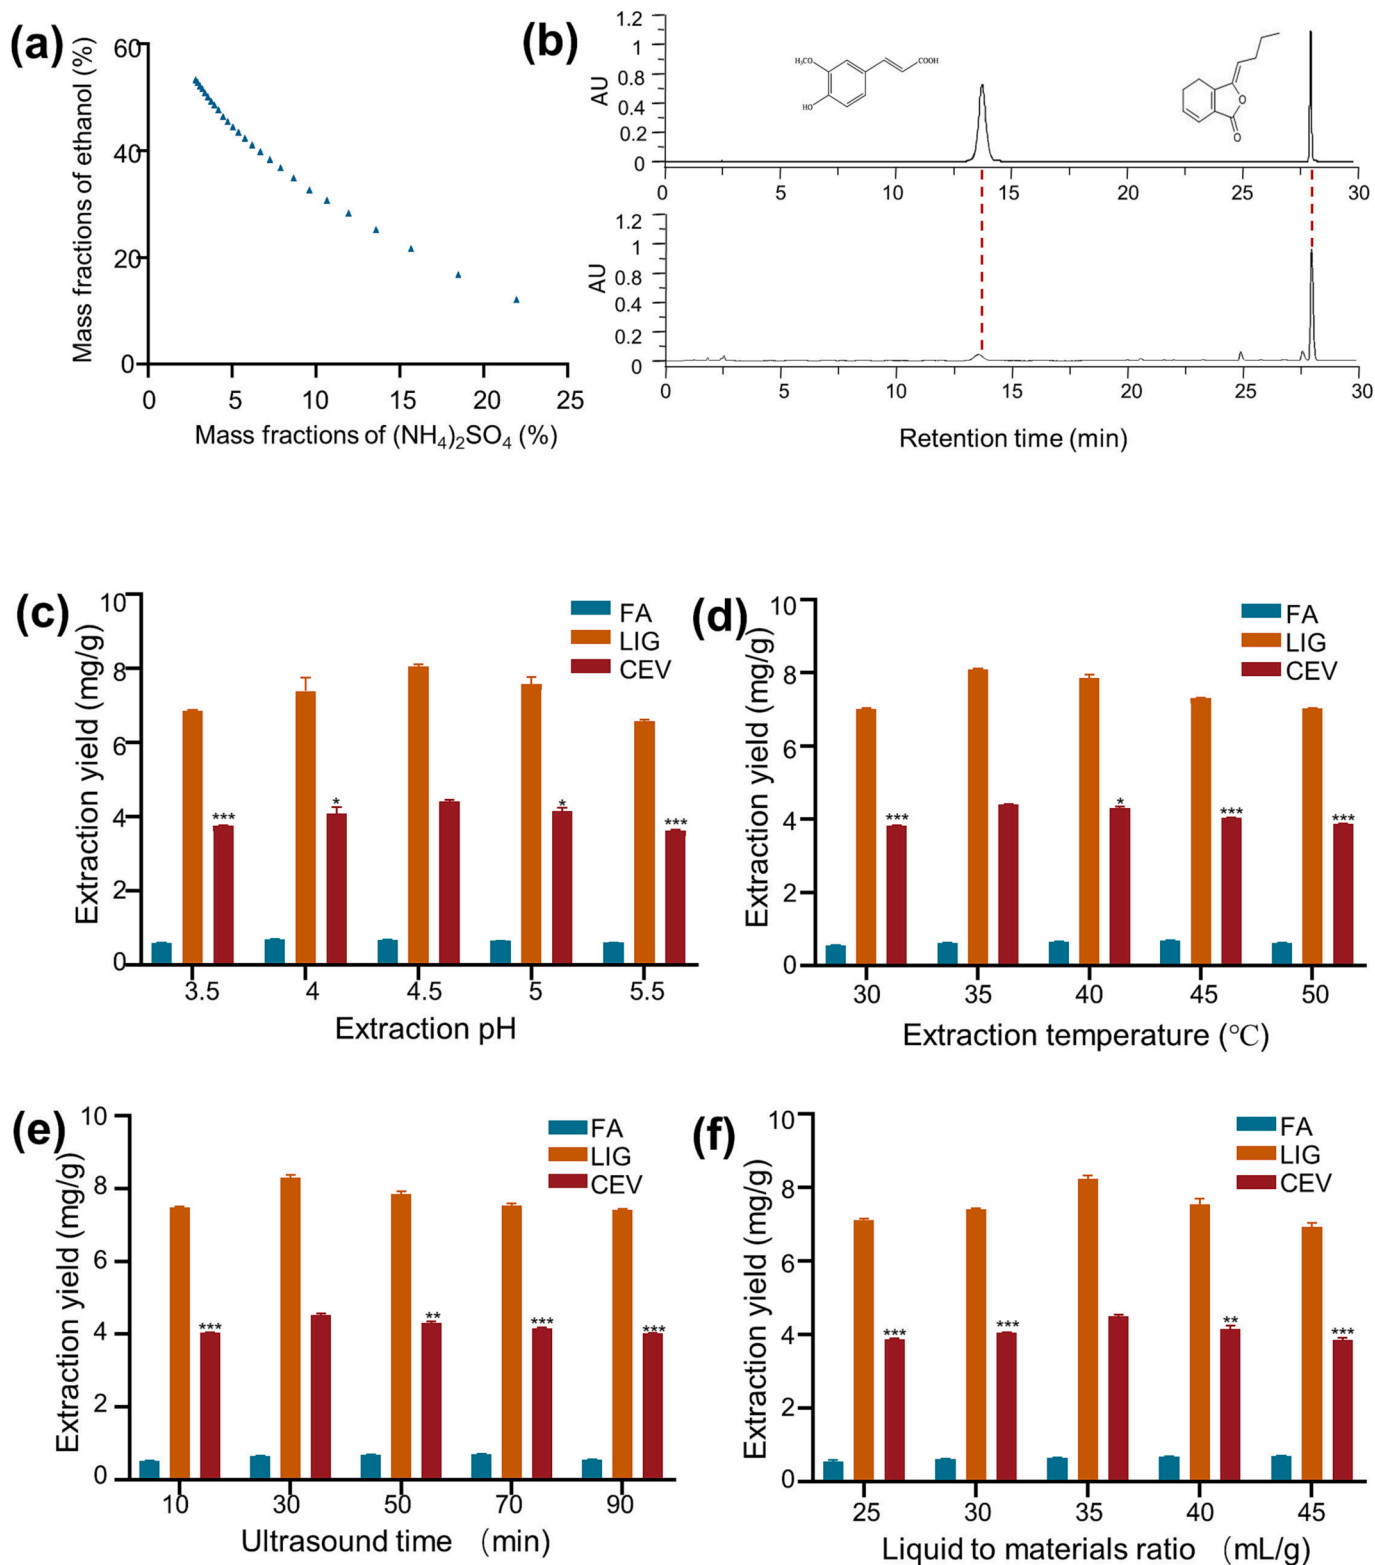 (a)
Mass fractions of ethanol (%)
60
40
20
0
0 5 10 15 20 25
Mass fractions of (NH₄)₂SO₄ (%)
(b)
AU
1.2
1
0.8
0.4
0.2
0
H₃CO
HO
COOH
O
O
0 5 10 15 20 25 30
AU
1.2
1
0.8
0.4
0.2
0
0 5 10 15 20 25 30
Retention time (min)
(c)
Extraction yield (mg/g)
10
8
6
4
2
0
FA
LIG
CEV
*** * * ***
3.5 4 4.5 5 5.5
Extraction pH
(d)
Extraction yield (mg/g)
10
8
6
4
2
0
FA
LIG
CEV
*** * *** ***
30 35 40 45 50
Extraction temperature (℃)
(e)
Extraction yield (mg/g)
10
8
6
4
2
0
FA
LIG
CEV
*** ** *** ***
10 30 50 70 90
Ultrasound time （min)
(f)
Extraction yield (mg/g)
10
8
6
4
2
0
FA
LIG
CEV
*** *** ** ***
25 30 35 40 45
Liquid to materials ratio （mL/g)